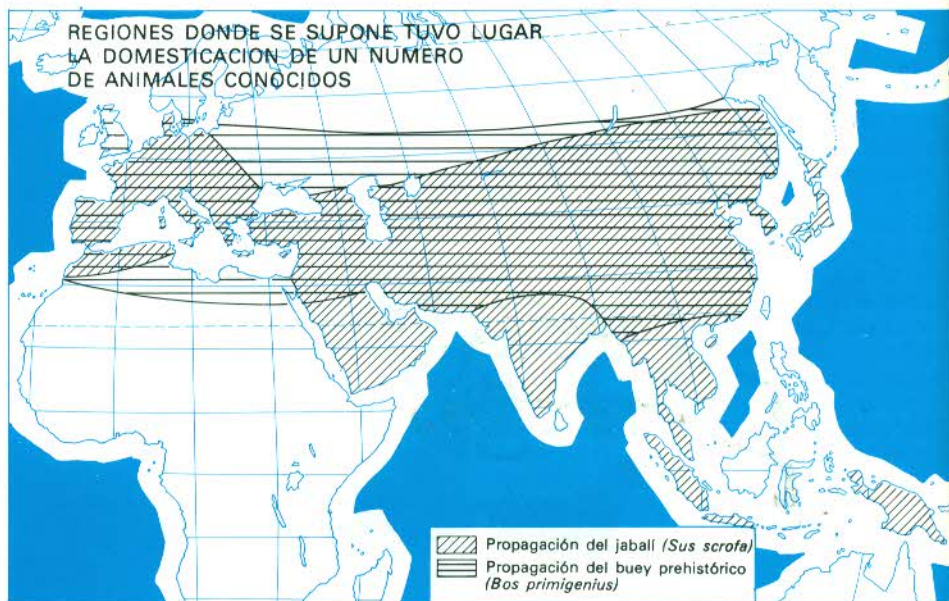 REGIONES DONDE SE SUPONE TUVO LUGAR
LA DOMESTICACION DE UN NUMERO
DE ANIMALES CONOCIDOS
Propagación del jabalí (Sus scrofa)
Propagación del buey prehistórico
(Bos primigenius)